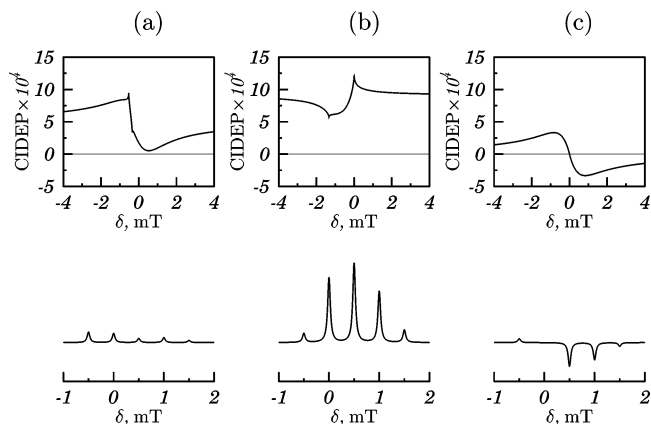 (a) (b) (c)
15 15 15
10 10 10
5 5 5
0 0 0
-5 -5 -5
CIDEP×10⁴ CIDEP×10⁴ CIDEP×10⁴
-4 -2 0 2 4 -4 -2 0 2 4 -4 -2 0 2 4
δ, mT δ, mT δ, mT
-1 0 1 2 -1 0 1 2 -1 0 1 2
δ, mT δ, mT δ, mT